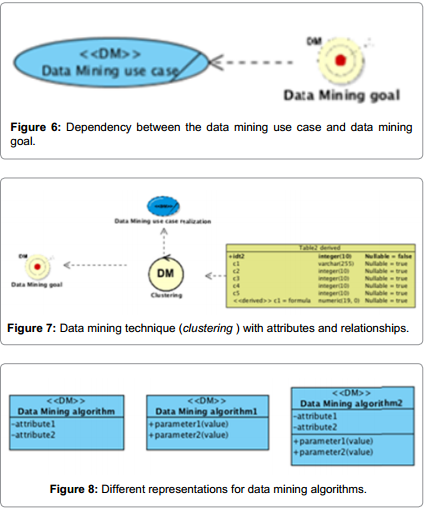 <<DM>>
Data Mining use case
DM
Data Mining goal
Figure 6: Dependency between the data mining use case and data mining
goal.
Data Mining use case realization
DM
Data Mining goal
DM
Clustering
Table2 derived
+idt2 integer(10) Nullable = false
c1 varchar(255) Nullable = true
c2 integer(10) Nullable = true
c3 integer(10) Nullable = true
c4 integer(10) Nullable = true
c5 integer(10) Nullable = true
<<derived>> c1 = formula numeric(19, 0) Nullable = true
Figure 7: Data mining technique (clustering ) with attributes and relationships.
<<DM>>
Data Mining algorithm
-attribute1
-attribute2
<<DM>>
Data Mining algorithm1
+parameter1(value)
+parameter2(value)
<<DM>>
Data Mining algorithm2
-attribute1
-attribute2
+parameter1(value)
+parameter2(value)
Figure 8: Different representations for data mining algorithms.